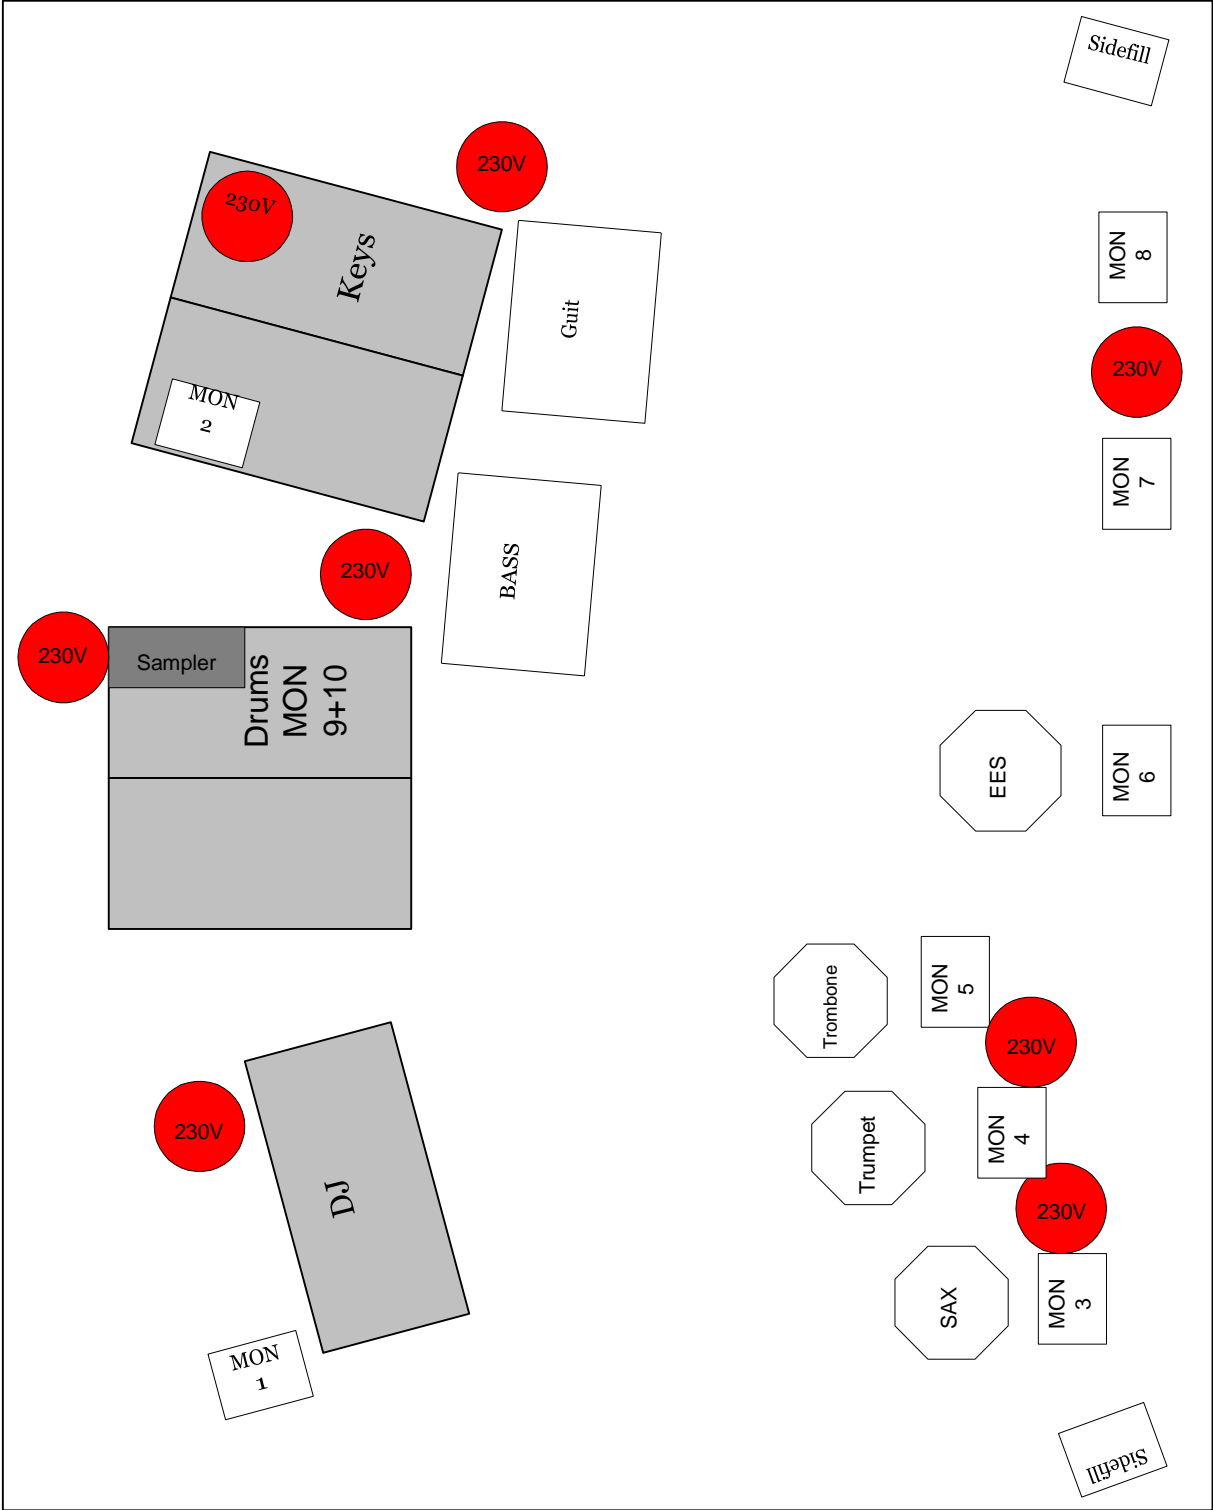 Sidefill
230V
230V
Keys
MON
8
Guit
230V
MON
2
MON
7
BASS
230V
230V
Sampler
Drums
MON
9+10
EES
MON
6
Trombone
MON
5
230V
230V
Trumpet
MON
4
DJ
230V
SAX
MON
3
MON
1
Sidefill